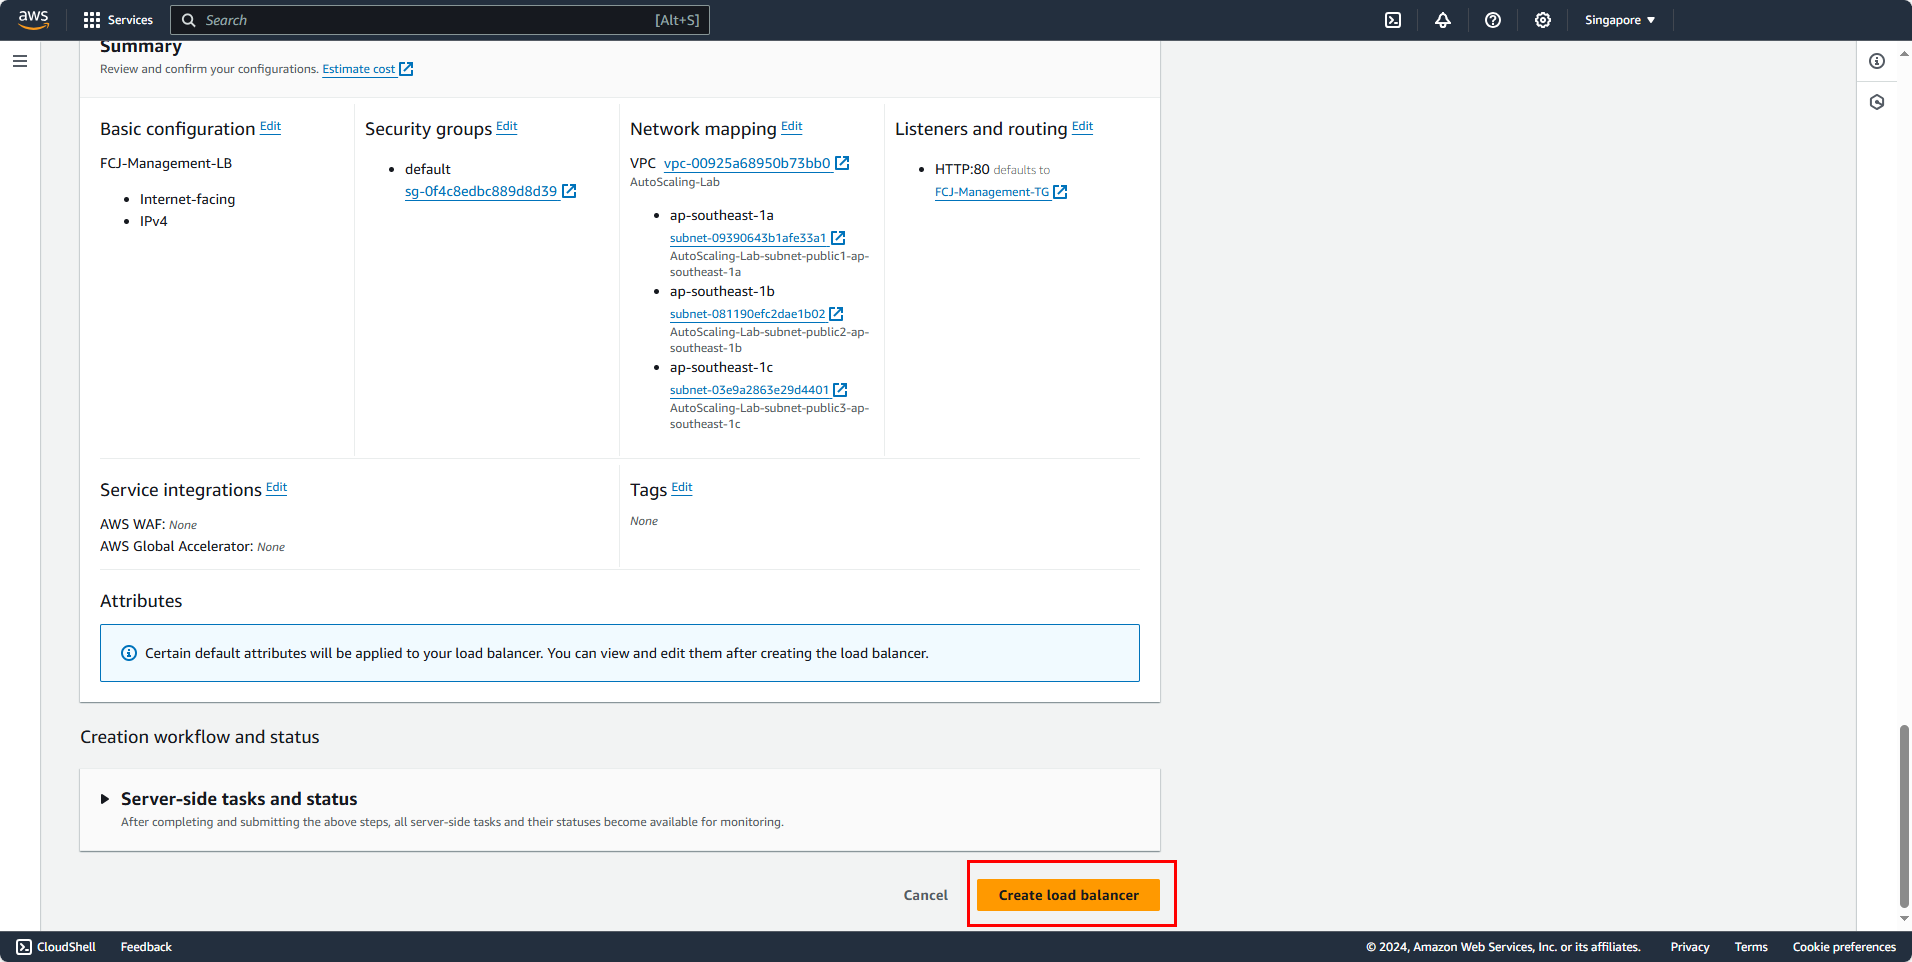 aws
Services
Search
[Alt+S]
Singapore
Summary
Review and confirm your configurations. Estimate cost
Basic configuration Edit
FCJ-Management-LB
Internet-facing
IPv4
Security groups Edit
default
sg-0f4c8edbc889d8d39
Network mapping Edit
VPC vpc-00925a68950b73bb0
AutoScaling-Lab
ap-southeast-1a
subnet-09390643b1afe33a1
AutoScaling-Lab-subnet-public1-ap-
southeast-1a
ap-southeast-1b
subnet-081190efc2dae1b02
AutoScaling-Lab-subnet-public2-ap-
southeast-1b
ap-southeast-1c
subnet-03e9a2863e29d4401
AutoScaling-Lab-subnet-public3-ap-
southeast-1c
Listeners and routing Edit
HTTP:80 defaults to
FCJ-Management-TG
Service integrations Edit
AWS WAF: None
AWS Global Accelerator: None
Tags Edit
None
Attributes
Certain default attributes will be applied to your load balancer. You can view and edit them after creating the load balancer.
Creation workflow and status
Server-side tasks and status
After completing and submitting the above steps, all server-side tasks and their statuses become available for monitoring.
Cancel
Create load balancer
CloudShell
Feedback
© 2024, Amazon Web Services, Inc. or its affiliates.
Privacy
Terms
Cookie preferences